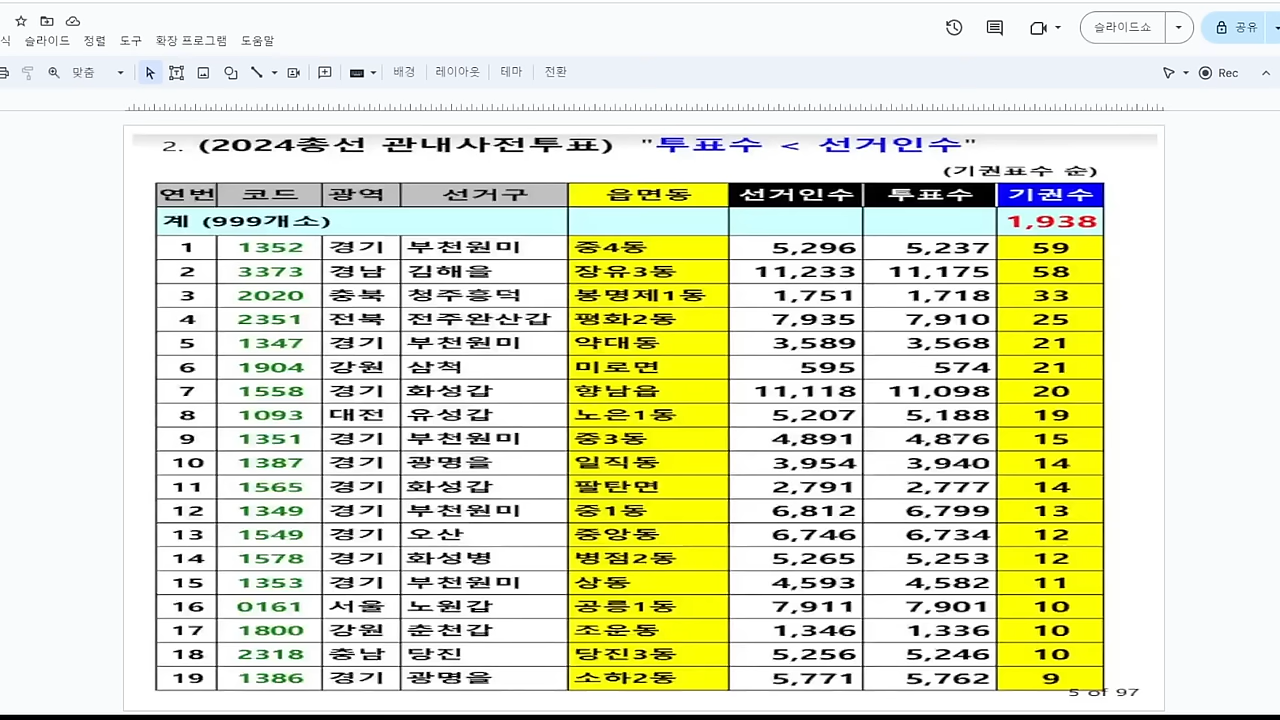 식 슬라이드 정렬 도구 확장 프로그램 도움말
슬라이드쇼 공유
맞춤 배경 레이아웃 테마 전환 Rec
2. (2024총선 관내사전투표) "투표수 < 선거인수"
(기권표수 순)
연번 코드 광역 선거구 읍면동 선거인수 투표수 기권수
계 (999개소) 1,938
1 1352 경기 부천원미 중4동 5,296 5,237 59
2 3373 경남 김해을 장유3동 11,233 11,175 58
3 2020 충북 청주흥덕 봉명제1동 1,751 1,718 33
4 2351 전북 전주완산갑 평화2동 7,935 7,910 25
5 1347 경기 부천원미 약대동 3,589 3,568 21
6 1904 강원 삼척 미로면 595 574 21
7 1558 경기 화성갑 향남읍 11,118 11,098 20
8 1093 대전 유성갑 노은1동 5,207 5,188 19
9 1351 경기 부천원미 중3동 4,891 4,876 15
10 1387 경기 광명을 일직동 3,954 3,940 14
11 1565 경기 화성갑 팔탄면 2,791 2,777 14
12 1349 경기 부천원미 중1동 6,812 6,799 13
13 1549 경기 오산 중앙동 6,746 6,734 12
14 1578 경기 화성병 병점2동 5,265 5,253 12
15 1353 경기 부천원미 상동 4,593 4,582 11
16 0161 서울 노원갑 공릉1동 7,911 7,901 10
17 1800 강원 춘천갑 조운동 1,346 1,336 10
18 2318 충남 당진 당진3동 5,256 5,246 10
19 1386 경기 광명을 소하2동 5,771 5,762 9
5 of 97